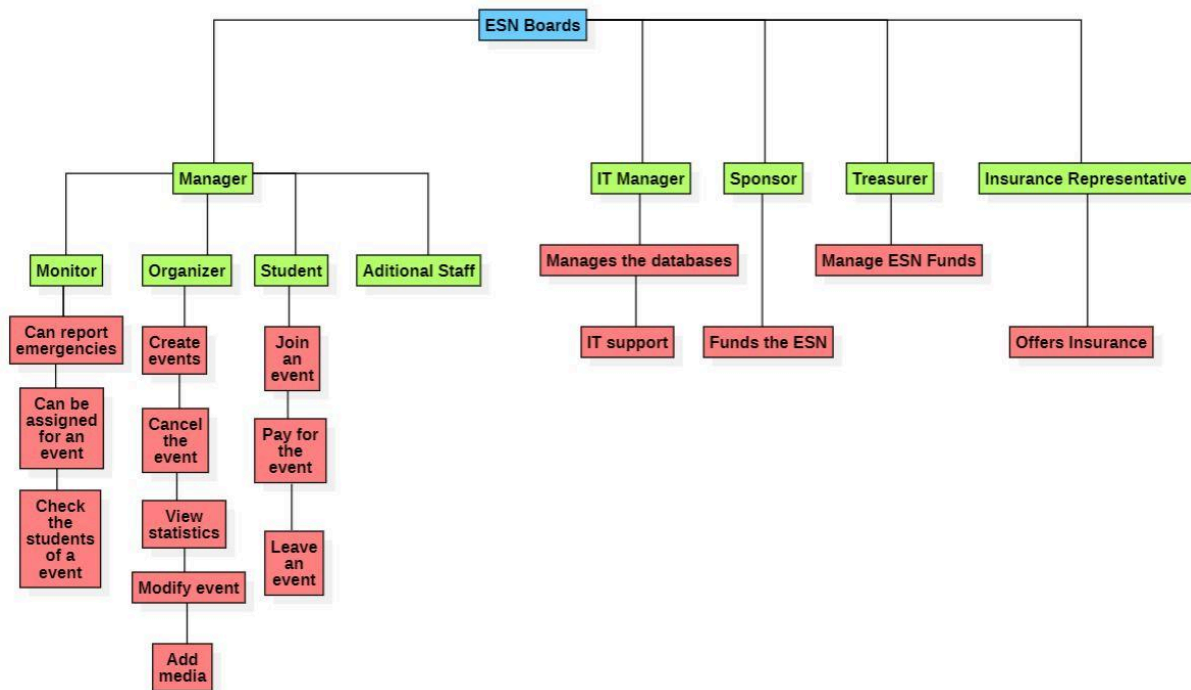 ESN Boards
Manager
IT Manager
Sponsor
Treasurer
Insurance Representative
Monitor
Organizer
Student
Aditional Staff
Manages the databases
Manage ESN Funds
Can report
emergencies
Create
events
Join
an
event
IT support
Funds the ESN
Offers Insurance
Can be
assigned
for an
event
Cancel
the
event
Pay for
the
event
Check
the
students
of a
event
View
statistics
Leave
an
event
Modify event
Add
media